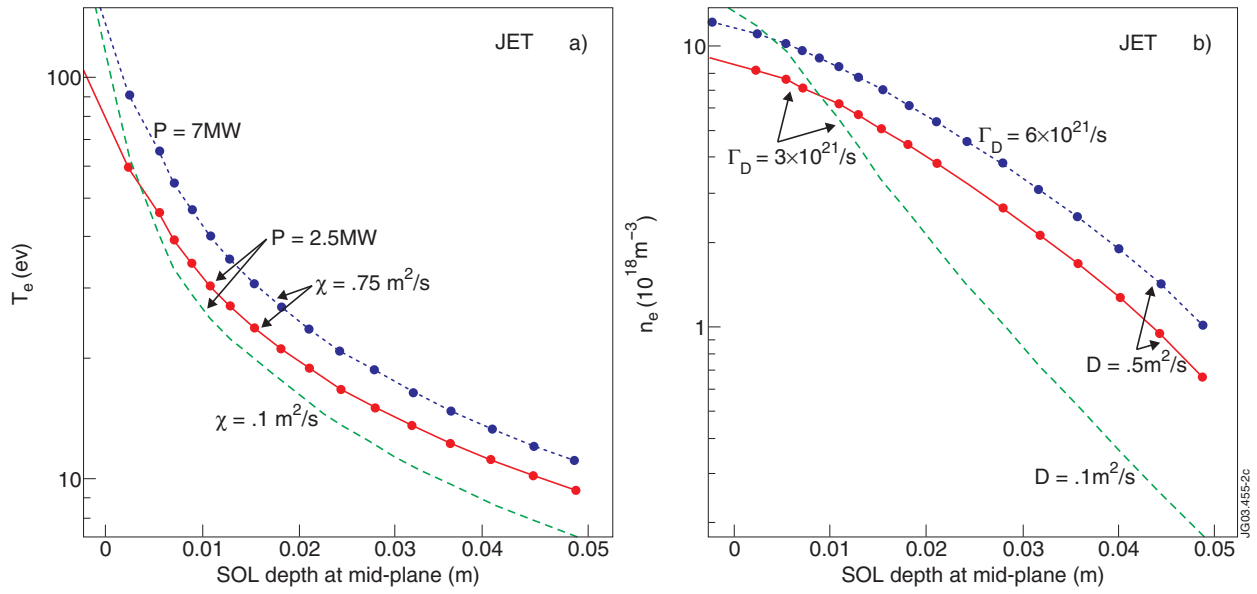 JET a)
100
P = 7MW
P = 2.5MW
χ = .75 m²/s
χ = .1 m²/s
10
Tₑ (ev)
0 0.01 0.02 0.03 0.04 0.05
SOL depth at mid-plane (m)
JET b)
10
Γ_D = 6×10²¹/s
Γ_D = 3×10²¹/s
1
D = .5m²/s
D = .1m²/s
nₑ (10¹⁸m⁻³)
0 0.01 0.02 0.03 0.04 0.05
SOL depth at mid-plane (m)
JG03.455-2c